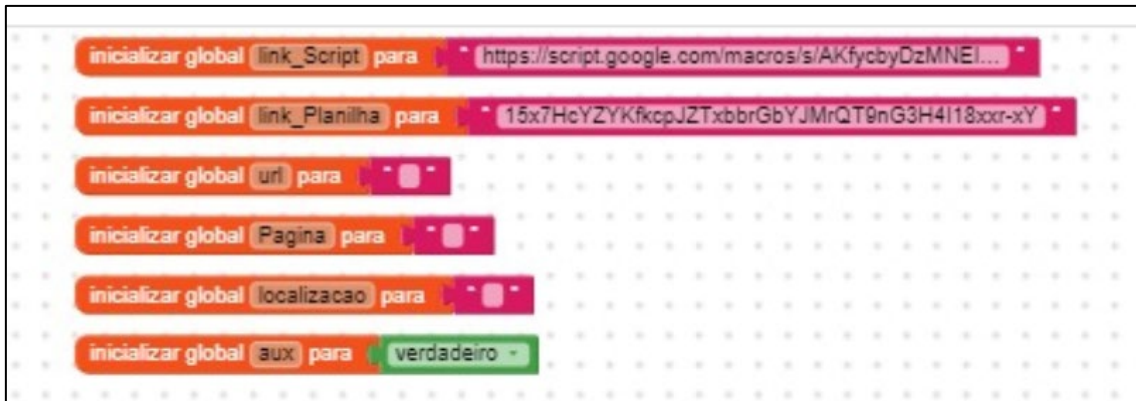 inicializar global link_Script para " https://script.google.com/macros/s/AKfycbyDzMNEI... "
inicializar global link_Planilha para " 15x7HcYZYKfkcpJZTxbbrGbYJMrQT9nG3H4I18xxr-xY "
inicializar global url para " "
inicializar global Pagina para " "
inicializar global localizacao para " "
inicializar global aux para verdadeiro